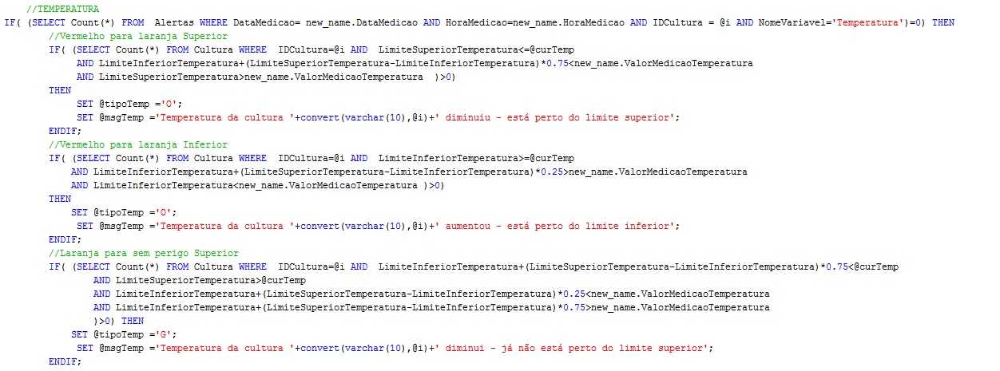 //TEMPERATURA
IF( (SELECT Count(*) FROM  Alertas WHERE DataMedicao= new_name.DataMedicao AND HoraMedicao=new_name.HoraMedicao AND IDCultura = @i AND NomeVariavel='Temperatura')=0) THEN
//Vermelho para laranja Superior
IF( (SELECT Count(*) FROM Cultura WHERE  IDCultura=@i AND  LimiteSuperiorTemperatura<=@curTemp
AND LimiteInferiorTemperatura+(LimiteSuperiorTemperatura-LimiteInferiorTemperatura)*0.75<new_name.ValorMedicaoTemperatura
AND LimiteSuperiorTemperatura>new_name.ValorMedicaoTemperatura  )>0)
THEN
SET @tipoTemp ='O';
SET @msgTemp ='Temperatura da cultura '+convert(varchar(10),@i)+' diminuiu - está perto do limite superior';
ENDIF;
//Vermelho para laranja Inferior
IF( (SELECT Count(*) FROM Cultura WHERE  IDCultura=@i AND  LimiteInferiorTemperatura>=@curTemp
AND LimiteInferiorTemperatura+(LimiteSuperiorTemperatura-LimiteInferiorTemperatura)*0.25>new_name.ValorMedicaoTemperatura
AND LimiteInferiorTemperatura<new_name.ValorMedicaoTemperatura )>0)
THEN
SET @tipoTemp ='O';
SET @msgTemp ='Temperatura da cultura '+convert(varchar(10),@i)+' aumentou - está perto do limite inferior';
ENDIF;
//Laranja para sem perigo Superior
IF( (SELECT Count(*) FROM Cultura WHERE  IDCultura=@i AND  LimiteInferiorTemperatura+(LimiteSuperiorTemperatura-LimiteInferiorTemperatura)*0.75<@curTemp
AND LimiteSuperiorTemperatura>@curTemp
AND LimiteInferiorTemperatura+(LimiteSuperiorTemperatura-LimiteInferiorTemperatura)*0.25<new_name.ValorMedicaoTemperatura
AND LimiteInferiorTemperatura+(LimiteSuperiorTemperatura-LimiteInferiorTemperatura)*0.75>new_name.ValorMedicaoTemperatura
)>0) THEN
SET @tipoTemp ='G';
SET @msgTemp ='Temperatura da cultura '+convert(varchar(10),@i)+' diminui - já não está perto do limite superior';
ENDIF;